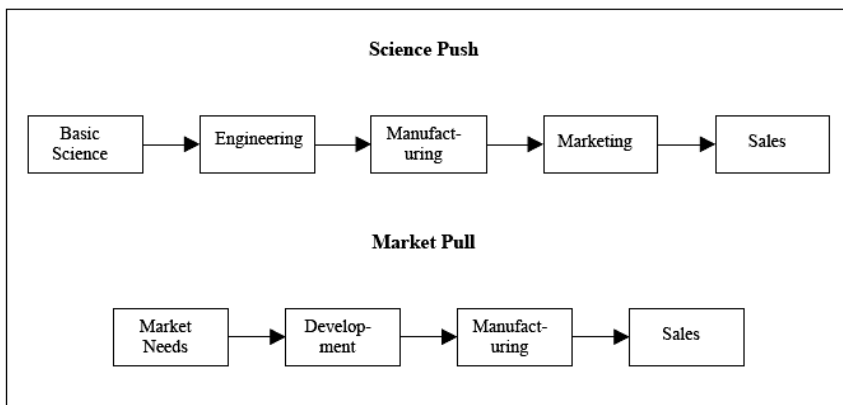 Science Push
Basic
Science
Engineering
Manufact-
uring
Marketing
Sales
Market Pull
Market
Needs
Develop-
ment
Manufact-
uring
Sales